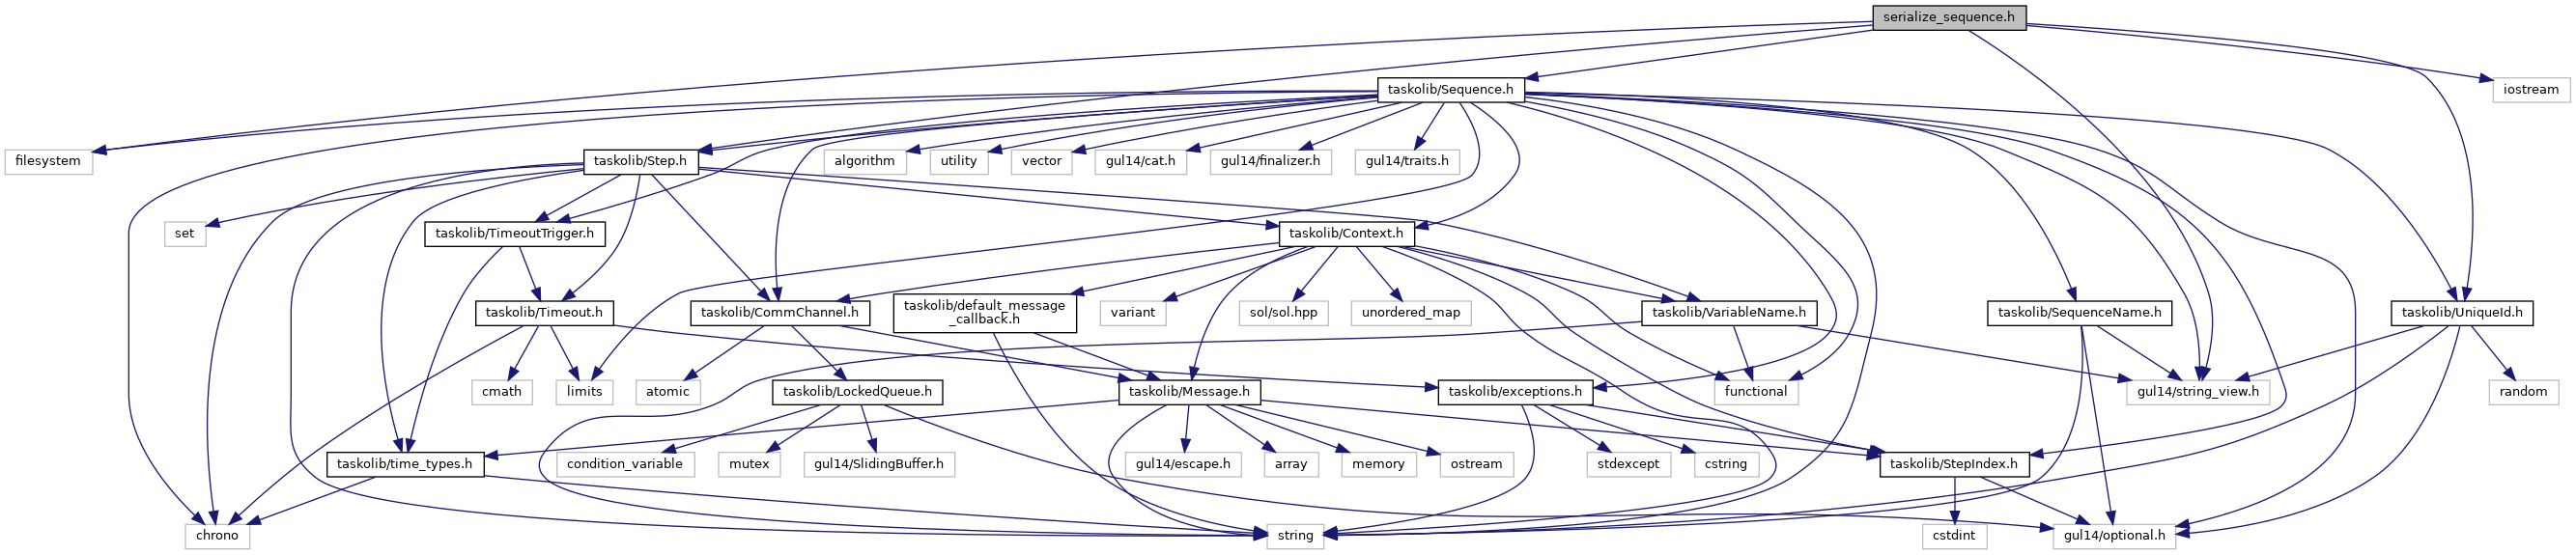 serialize_sequence.h
taskolib/Sequence.h
iostream
filesystem
taskolib/Step.h
algorithm
utility
vector
gul14/cat.h
gul14/finalizer.h
gul14/traits.h
set
taskolib/TimeoutTrigger.h
taskolib/Context.h
taskolib/Timeout.h
taskolib/CommChannel.h
taskolib/default_message
_callback.h
variant
sol/sol.hpp
unordered_map
taskolib/VariableName.h
taskolib/SequenceName.h
taskolib/UniqueId.h
cmath
limits
atomic
taskolib/LockedQueue.h
taskolib/Message.h
taskolib/exceptions.h
functional
gul14/string_view.h
random
taskolib/time_types.h
condition_variable
mutex
gul14/SlidingBuffer.h
gul14/escape.h
array
memory
ostream
stdexcept
cstring
taskolib/StepIndex.h
chrono
string
cstdint
gul14/optional.h